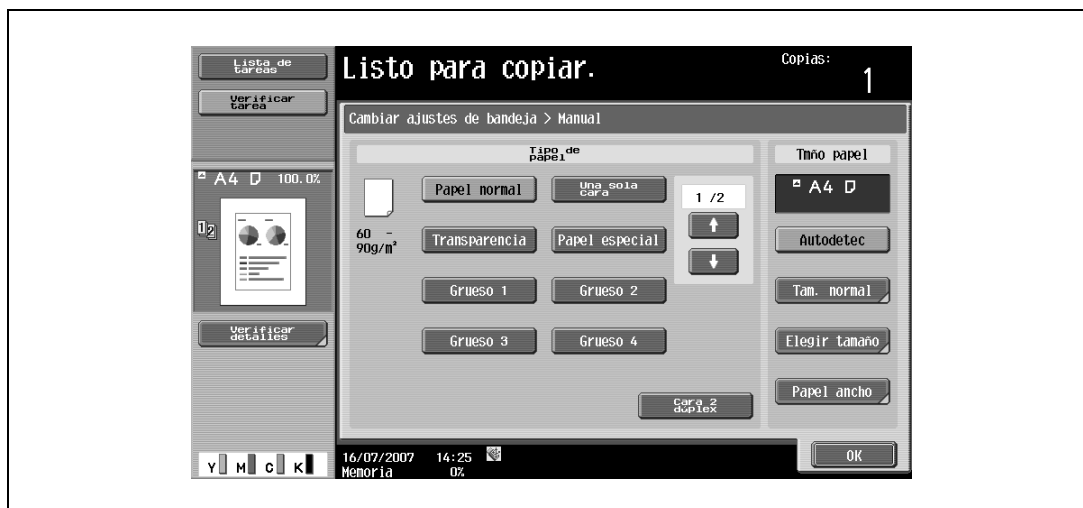 Lista de
tareas
Verificar
tarea
A4 100.0%
1 2
Verificar
detalles
Y M C K
Listo para copiar.
Copias:
1
Cambiar ajustes de bandeja > Manual
Tipo de
papel
60 -
90g/m²
Papel normal
Una sola
cara
Transparencia
Papel especial
Grueso 1
Grueso 2
Grueso 3
Grueso 4
1 /2
↑
↓
Cara 2
dúplex
Tmño papel
A4
Autodetec
Tam. normal
Elegir tamaño
Papel ancho
16/07/2007 14:25
Memoria 0%
OK